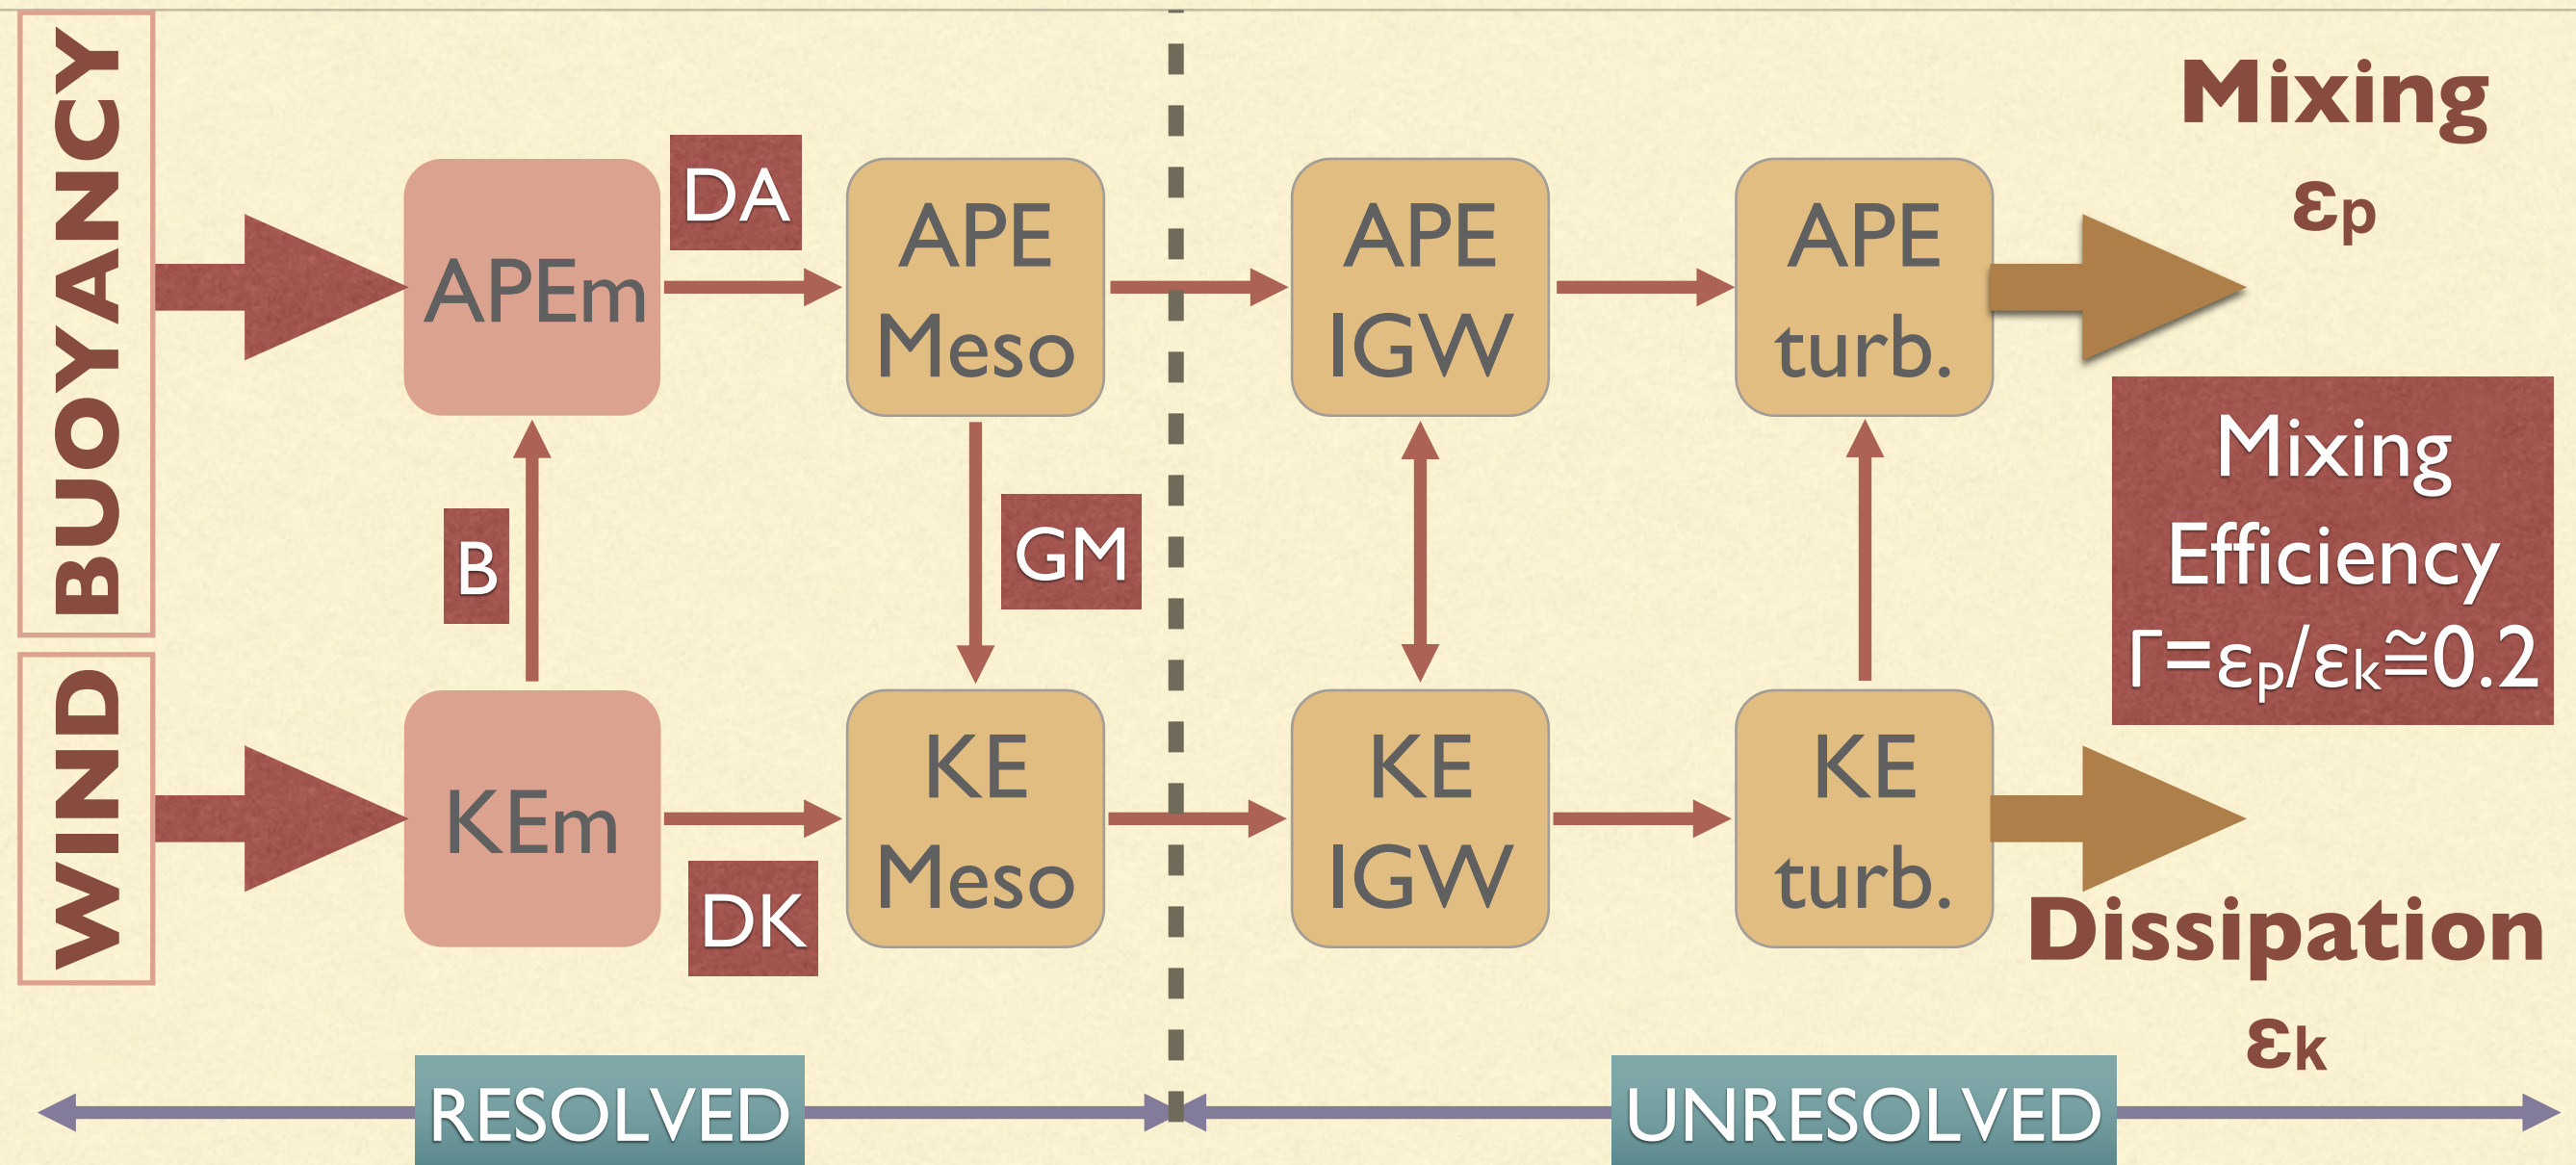 BUOYANCY
WIND
APEm
DA
APE
Meso
APE
IGW
APE
turb.
Mixing
εp
B
GM
Mixing
Efficiency
Γ=εp/εk≅0.2
KEm
DK
KE
Meso
KE
IGW
KE
turb.
Dissipation
εk
RESOLVED
UNRESOLVED